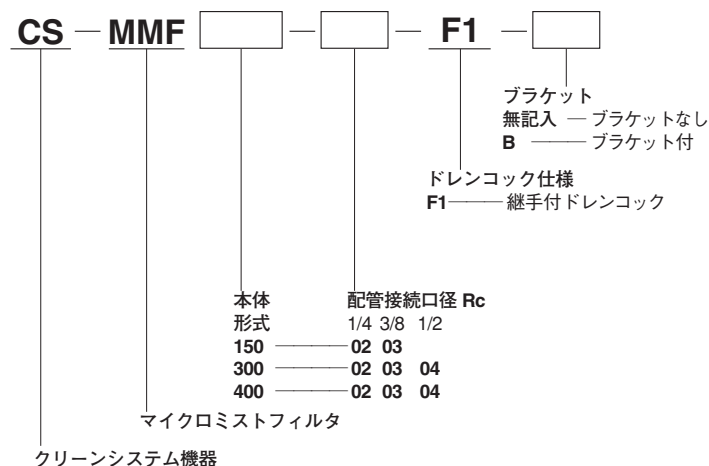 CS — MMF — — F1 —
ブラケット
無記入 — ブラケットなし
B —— ブラケット付
ドレンコック仕様
F1 —— 継手付ドレンコック
本体 配管接続口径 Rc
形式 1/4 3/8 1/2
150 —— 02 03
300 —— 02 03 04
400 —— 02 03 04
マイクロミストフィルタ
クリーンシステム機器